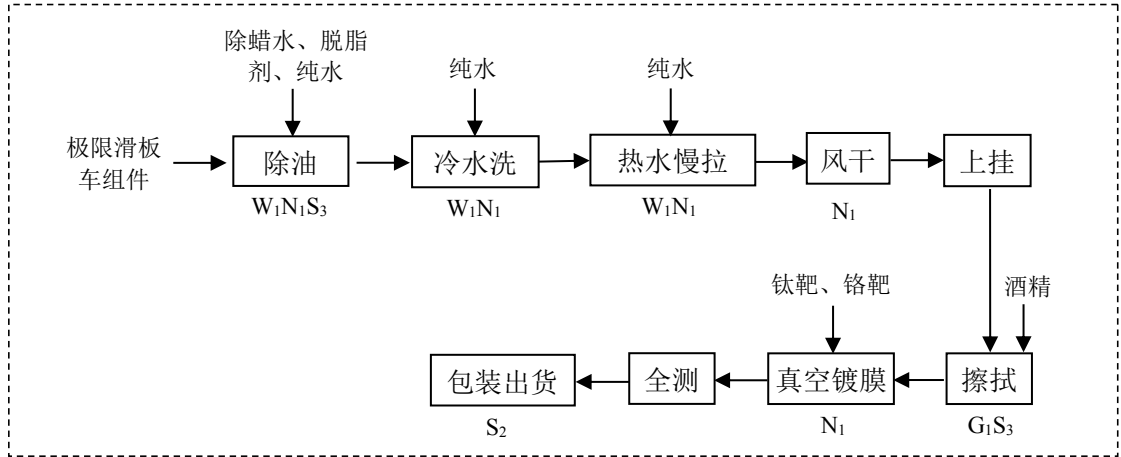 除蜡水、脱脂
剂、纯水
纯水
纯水
极限滑板
车组件
除油
冷水洗
热水慢拉
风干
上挂
W₁N₁S₃
W₁N₁
W₁N₁
N₁
钛靶、铬靶
酒精
包装出货
全测
真空镀膜
擦拭
S₂
N₁
G₁S₃